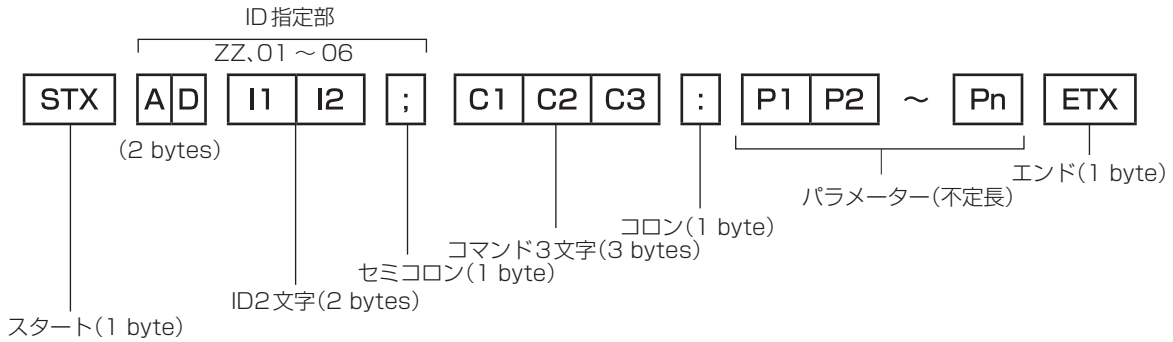 ID指定部
ZZ、01～06
STX A D I1 I2 ; C1 C2 C3 : P1 P2 ～ Pn ETX
(2 bytes)
エンド(1 byte)
パラメーター(不定長)
コロン(1 byte)
コマンド3文字(3 bytes)
セミコロン(1 byte)
ID2文字(2 bytes)
スタート(1 byte)